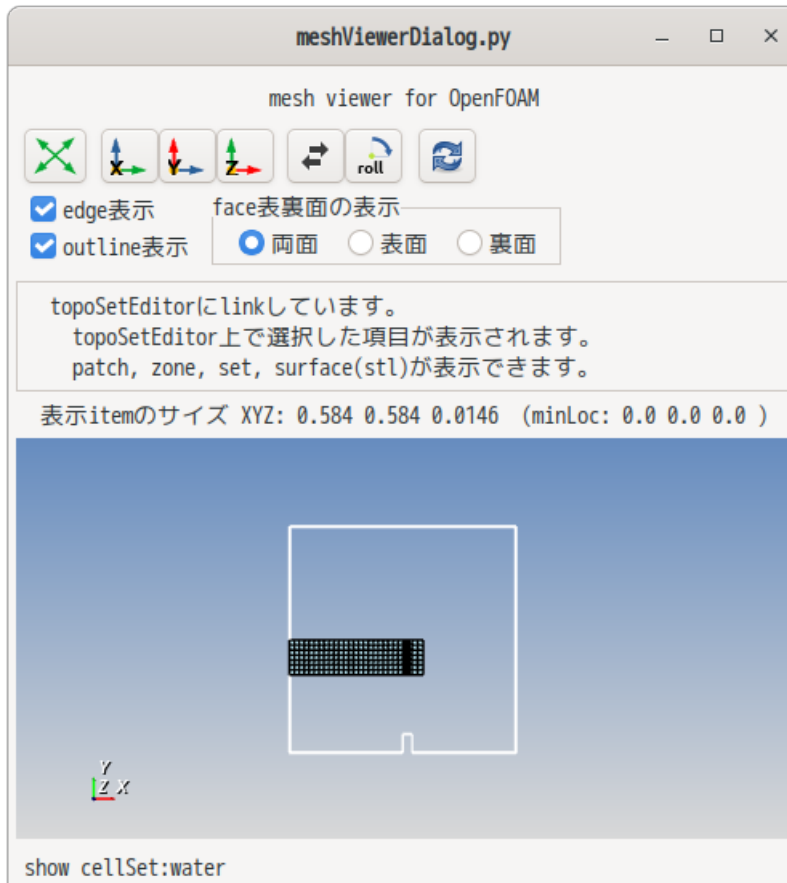 meshViewerDialog.py
mesh viewer for OpenFOAM
X Y Z roll
edge表示
face表裏面の表示
outline表示
両面 表面 裏面
topoSetEditorにlinkしています。
topoSetEditor上で選択した項目が表示されます。
patch, zone, set, surface(stl)が表示できます。
表示itemのサイズ XYZ: 0.584 0.584 0.0146 (minLoc: 0.0 0.0 0.0 )
Y
Z X
show cellSet:water